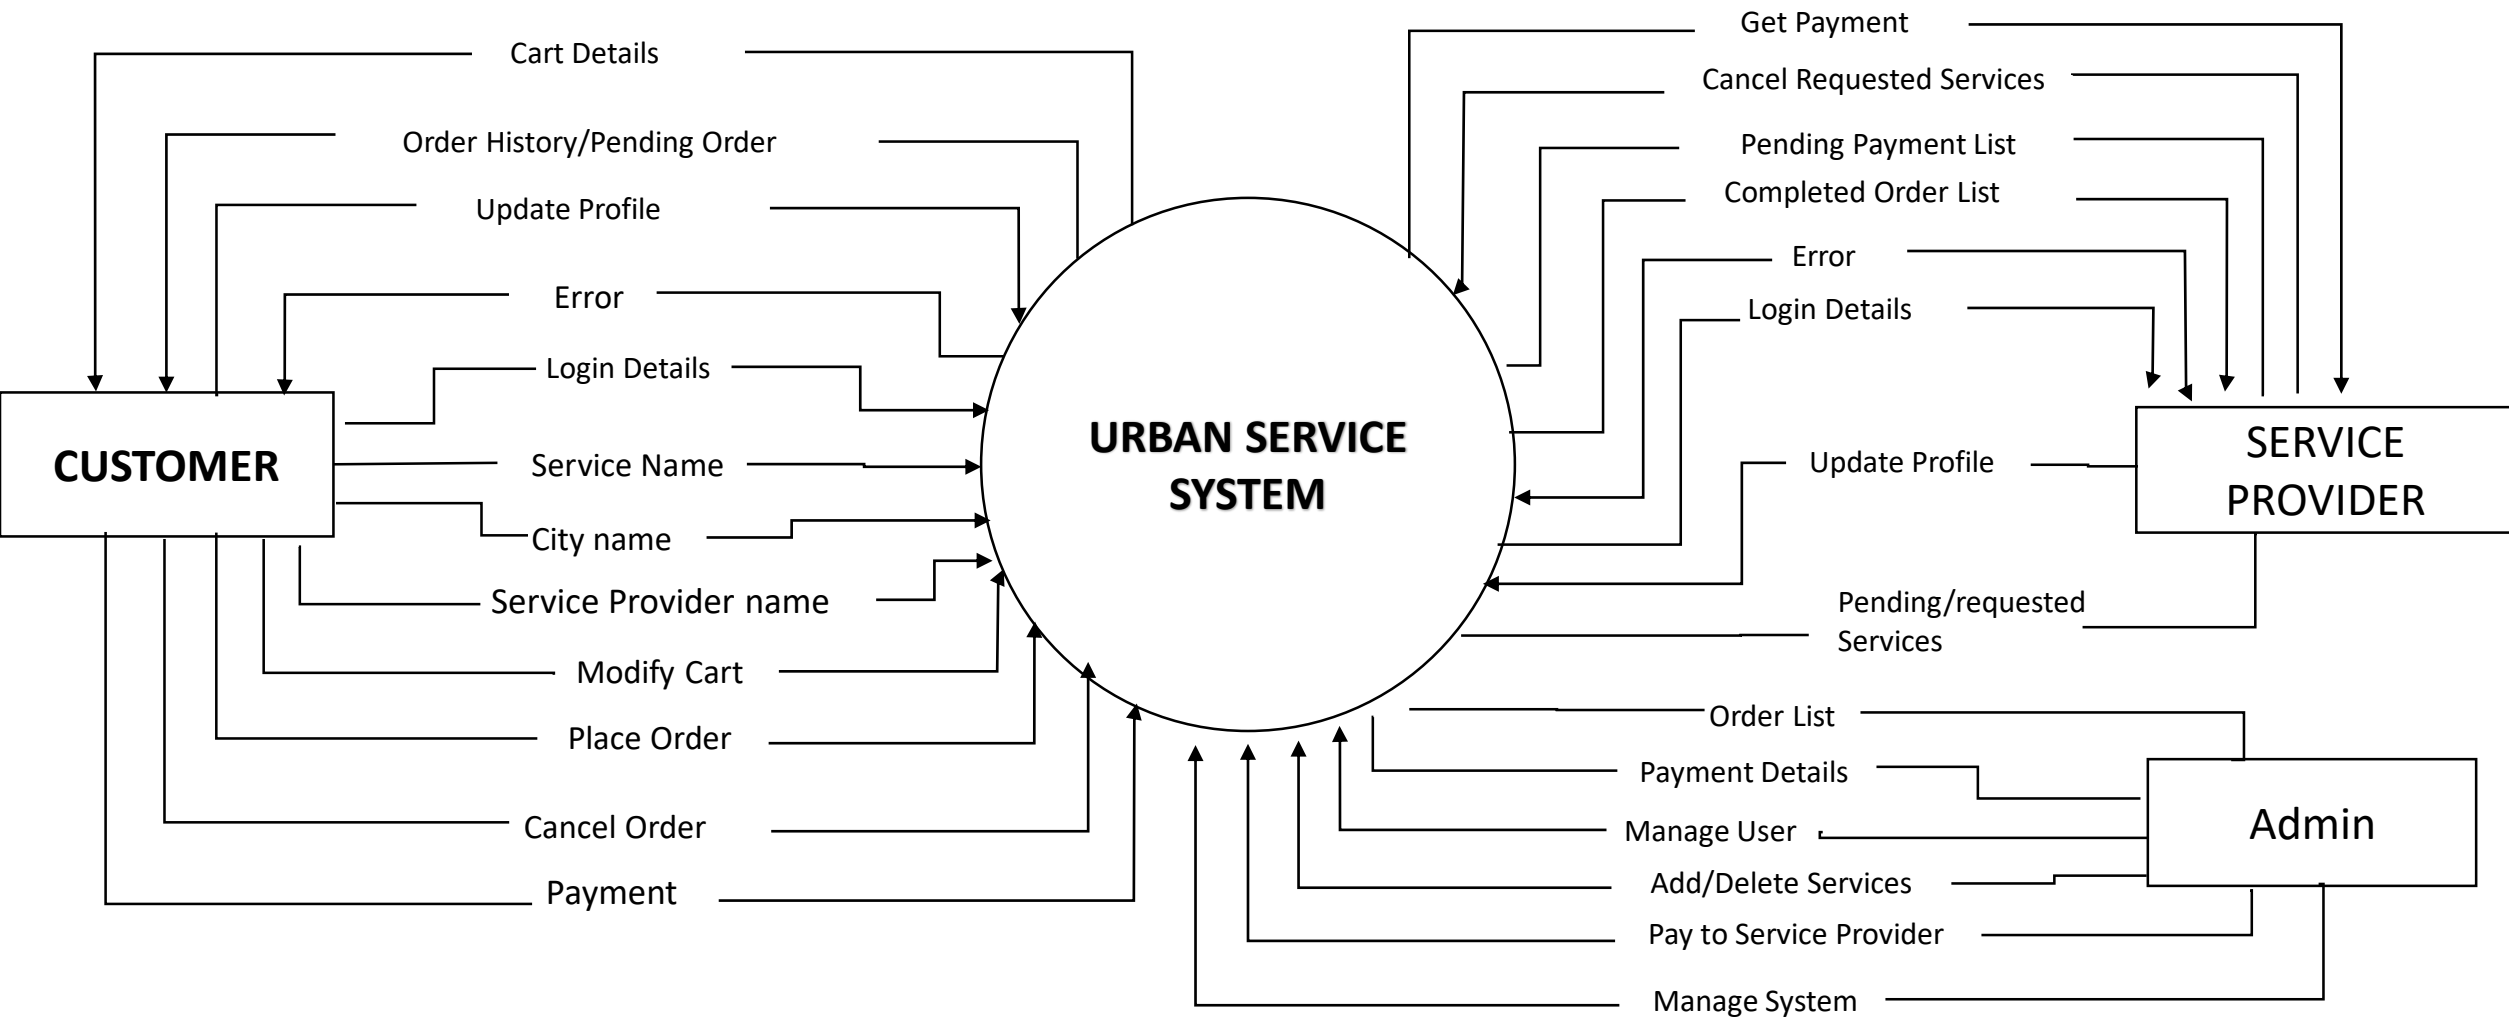 Cart Details
Order History/Pending Order
Update Profile
Error
Login Details
Service Name
City name
Service Provider name
Modify Cart
Place Order
Cancel Order
Payment
CUSTOMER
URBAN SERVICE
SYSTEM
Get Payment
Cancel Requested Services
Pending Payment List
Completed Order List
Error
Login Details
Update Profile
Pending/requested
Services
SERVICE
PROVIDER
Order List
Payment Details
Manage User
Add/Delete Services
Pay to Service Provider
Manage System
Admin